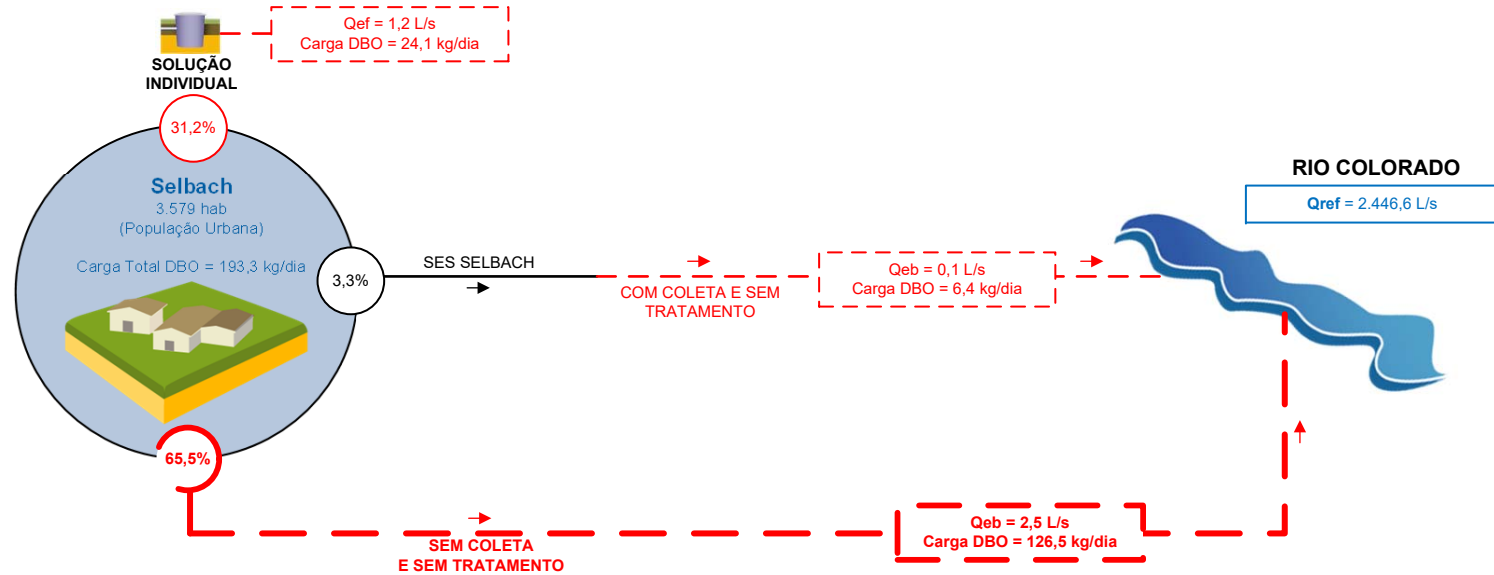 Qef = 1,2 L/s
Carga DBO = 24,1 kg/dia
SOLUÇÃO
INDIVIDUAL
31,2%
Selbach
3.579 hab
(População Urbana)
Carga Total DBO = 193,3 kg/dia
3,3%
SES SELBACH
COM COLETA E SEM
TRATAMENTO
Qeb = 0,1 L/s
Carga DBO = 6,4 kg/dia
RIO COLORADO
Qref = 2.446,6 L/s
65,5%
SEM COLETA
E SEM TRATAMENTO
Qeb = 2,5 L/s
Carga DBO = 126,5 kg/dia